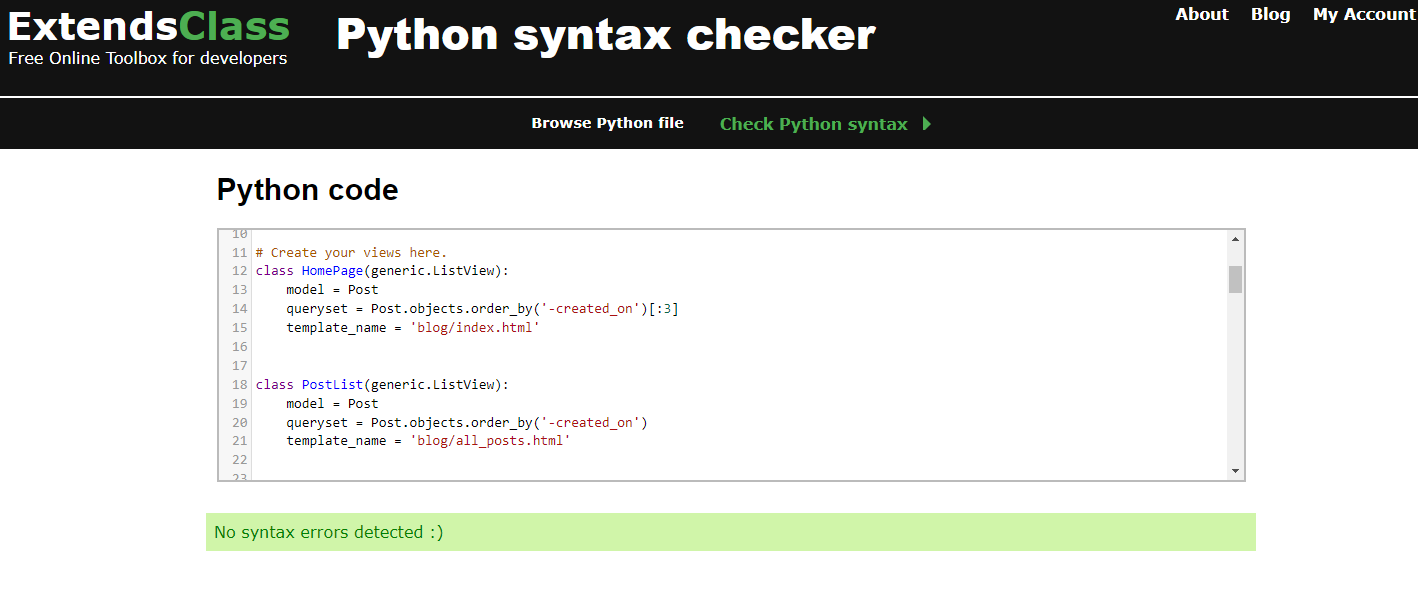 ExtendsClass
Free Online Toolbox for developers
Python syntax checker
About Blog My Account
Browse Python file Check Python syntax
Python code
10
11 # Create your views here.
12 class HomePage(generic.ListView):
13     model = Post
14     queryset = Post.objects.order_by('-created_on')[:3]
15     template_name = 'blog/index.html'
16
17
18 class PostList(generic.ListView):
19     model = Post
20     queryset = Post.objects.order_by('-created_on')
21     template_name = 'blog/all_posts.html'
22
23
No syntax errors detected :)